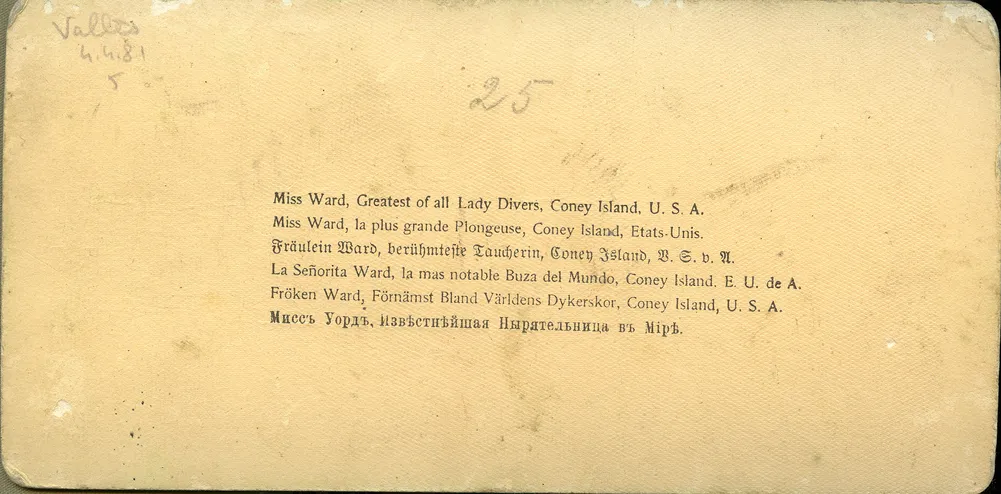 Valles
4.4.81
5
25
Miss Ward, Greatest of all Lady Divers, Coney Island, U. S. A.
Miss Ward, la plus grande Plongeuse, Coney Island, Etats-Unis.
Fräulein Ward, berühmteste Taucherin, Coney Island, V. S. v. A.
La Señorita Ward, la mas notable Buza del Mundo, Coney Island. E. U. de A.
Fröken Ward, Förnämst Bland Världens Dykerskor, Coney Island, U. S. A.
Миссъ Уордъ, Извѣстнѣйшая Нырятельница въ Мірѣ.